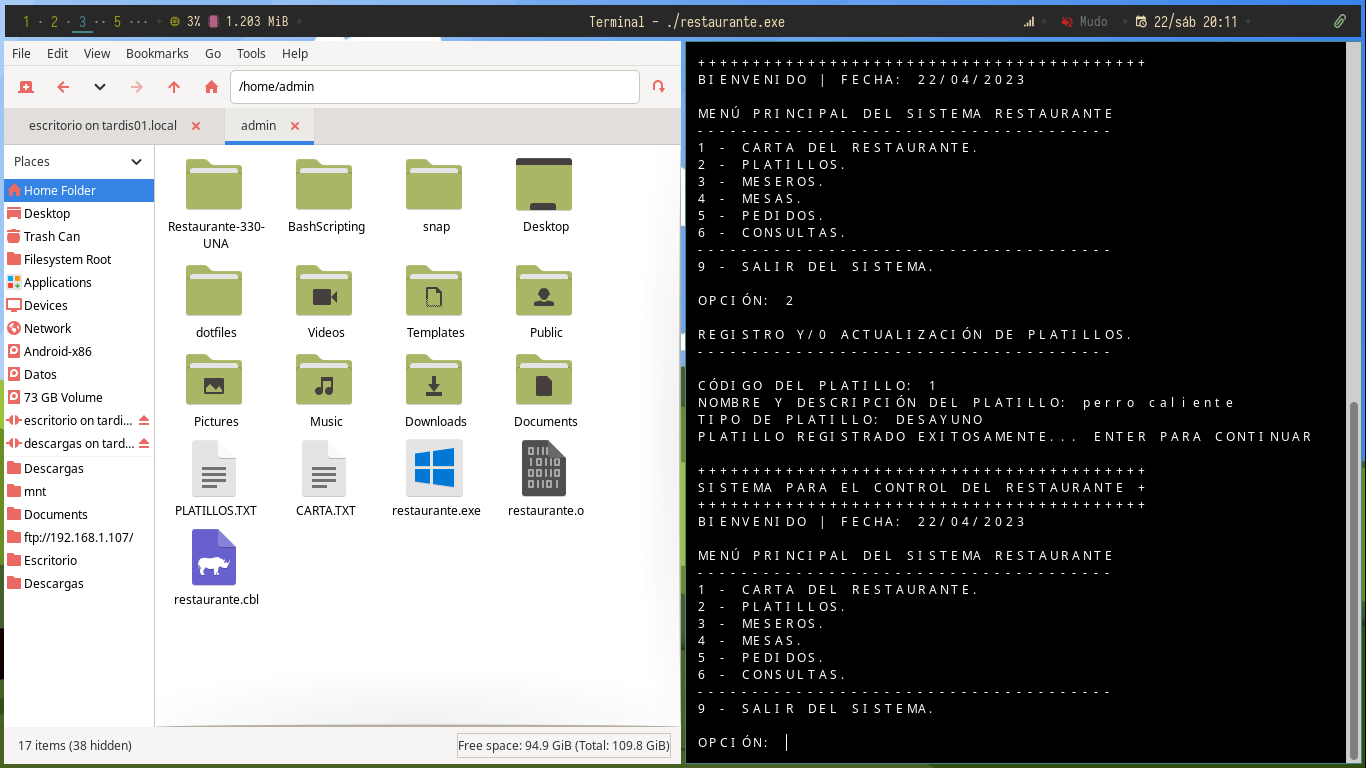 1 · 2 · 3 ·· 5 ··· 3% 1.203 MiB
Terminal - ./restaurante.exe
Mudo 22/sáb 20:11
File Edit View Bookmarks Go Tools Help
/home/admin
escritorio on tardis01.local admin
Places
Home Folder
Desktop
Trash Can
Filesystem Root
Applications
Devices
Network
Android-x86
Datos
73 GB Volume
escritorio on tardi...
descargas on tard...
Descargas
mnt
Documents
ftp://192.168.1.107/
Escritorio
Descargas
Restaurante-330-
UNA
BashScripting
snap
Desktop
dotfiles
Videos
Templates
Public
Pictures
Music
Downloads
Documents
PLATILLOS.TXT
CARTA.TXT
restaurante.exe
restaurante.o
restaurante.cbl
17 items (38 hidden)
Free space: 94.9 GiB (Total: 109.8 GiB)
+++++++++++++++++++++++++++++++++++++++++
BIENVENIDO | FECHA: 22/04/2023
MENÚ PRINCIPAL DEL SISTEMA RESTAURANTE
--------------------------------------
1 - CARTA DEL RESTAURANTE.
2 - PLATILLOS.
3 - MESEROS.
4 - MESAS.
5 - PEDIDOS.
6 - CONSULTAS.
--------------------------------------
9 - SALIR DEL SISTEMA.
OPCIÓN: 2
REGISTRO Y/0 ACTUALIZACIÓN DE PLATILLOS.
--------------------------------------
CÓDIGO DEL PLATILLO: 1
NOMBRE Y DESCRIPCIÓN DEL PLATILLO: perro caliente
TIPO DE PLATILLO: DESAYUNO
PLATILLO REGISTRADO EXITOSAMENTE... ENTER PARA CONTINUAR
+++++++++++++++++++++++++++++++++++++++++
SISTEMA PARA EL CONTROL DEL RESTAURANTE +
+++++++++++++++++++++++++++++++++++++++++
BIENVENIDO | FECHA: 22/04/2023
MENÚ PRINCIPAL DEL SISTEMA RESTAURANTE
--------------------------------------
1 - CARTA DEL RESTAURANTE.
2 - PLATILLOS.
3 - MESEROS.
4 - MESAS.
5 - PEDIDOS.
6 - CONSULTAS.
--------------------------------------
9 - SALIR DEL SISTEMA.
OPCIÓN: